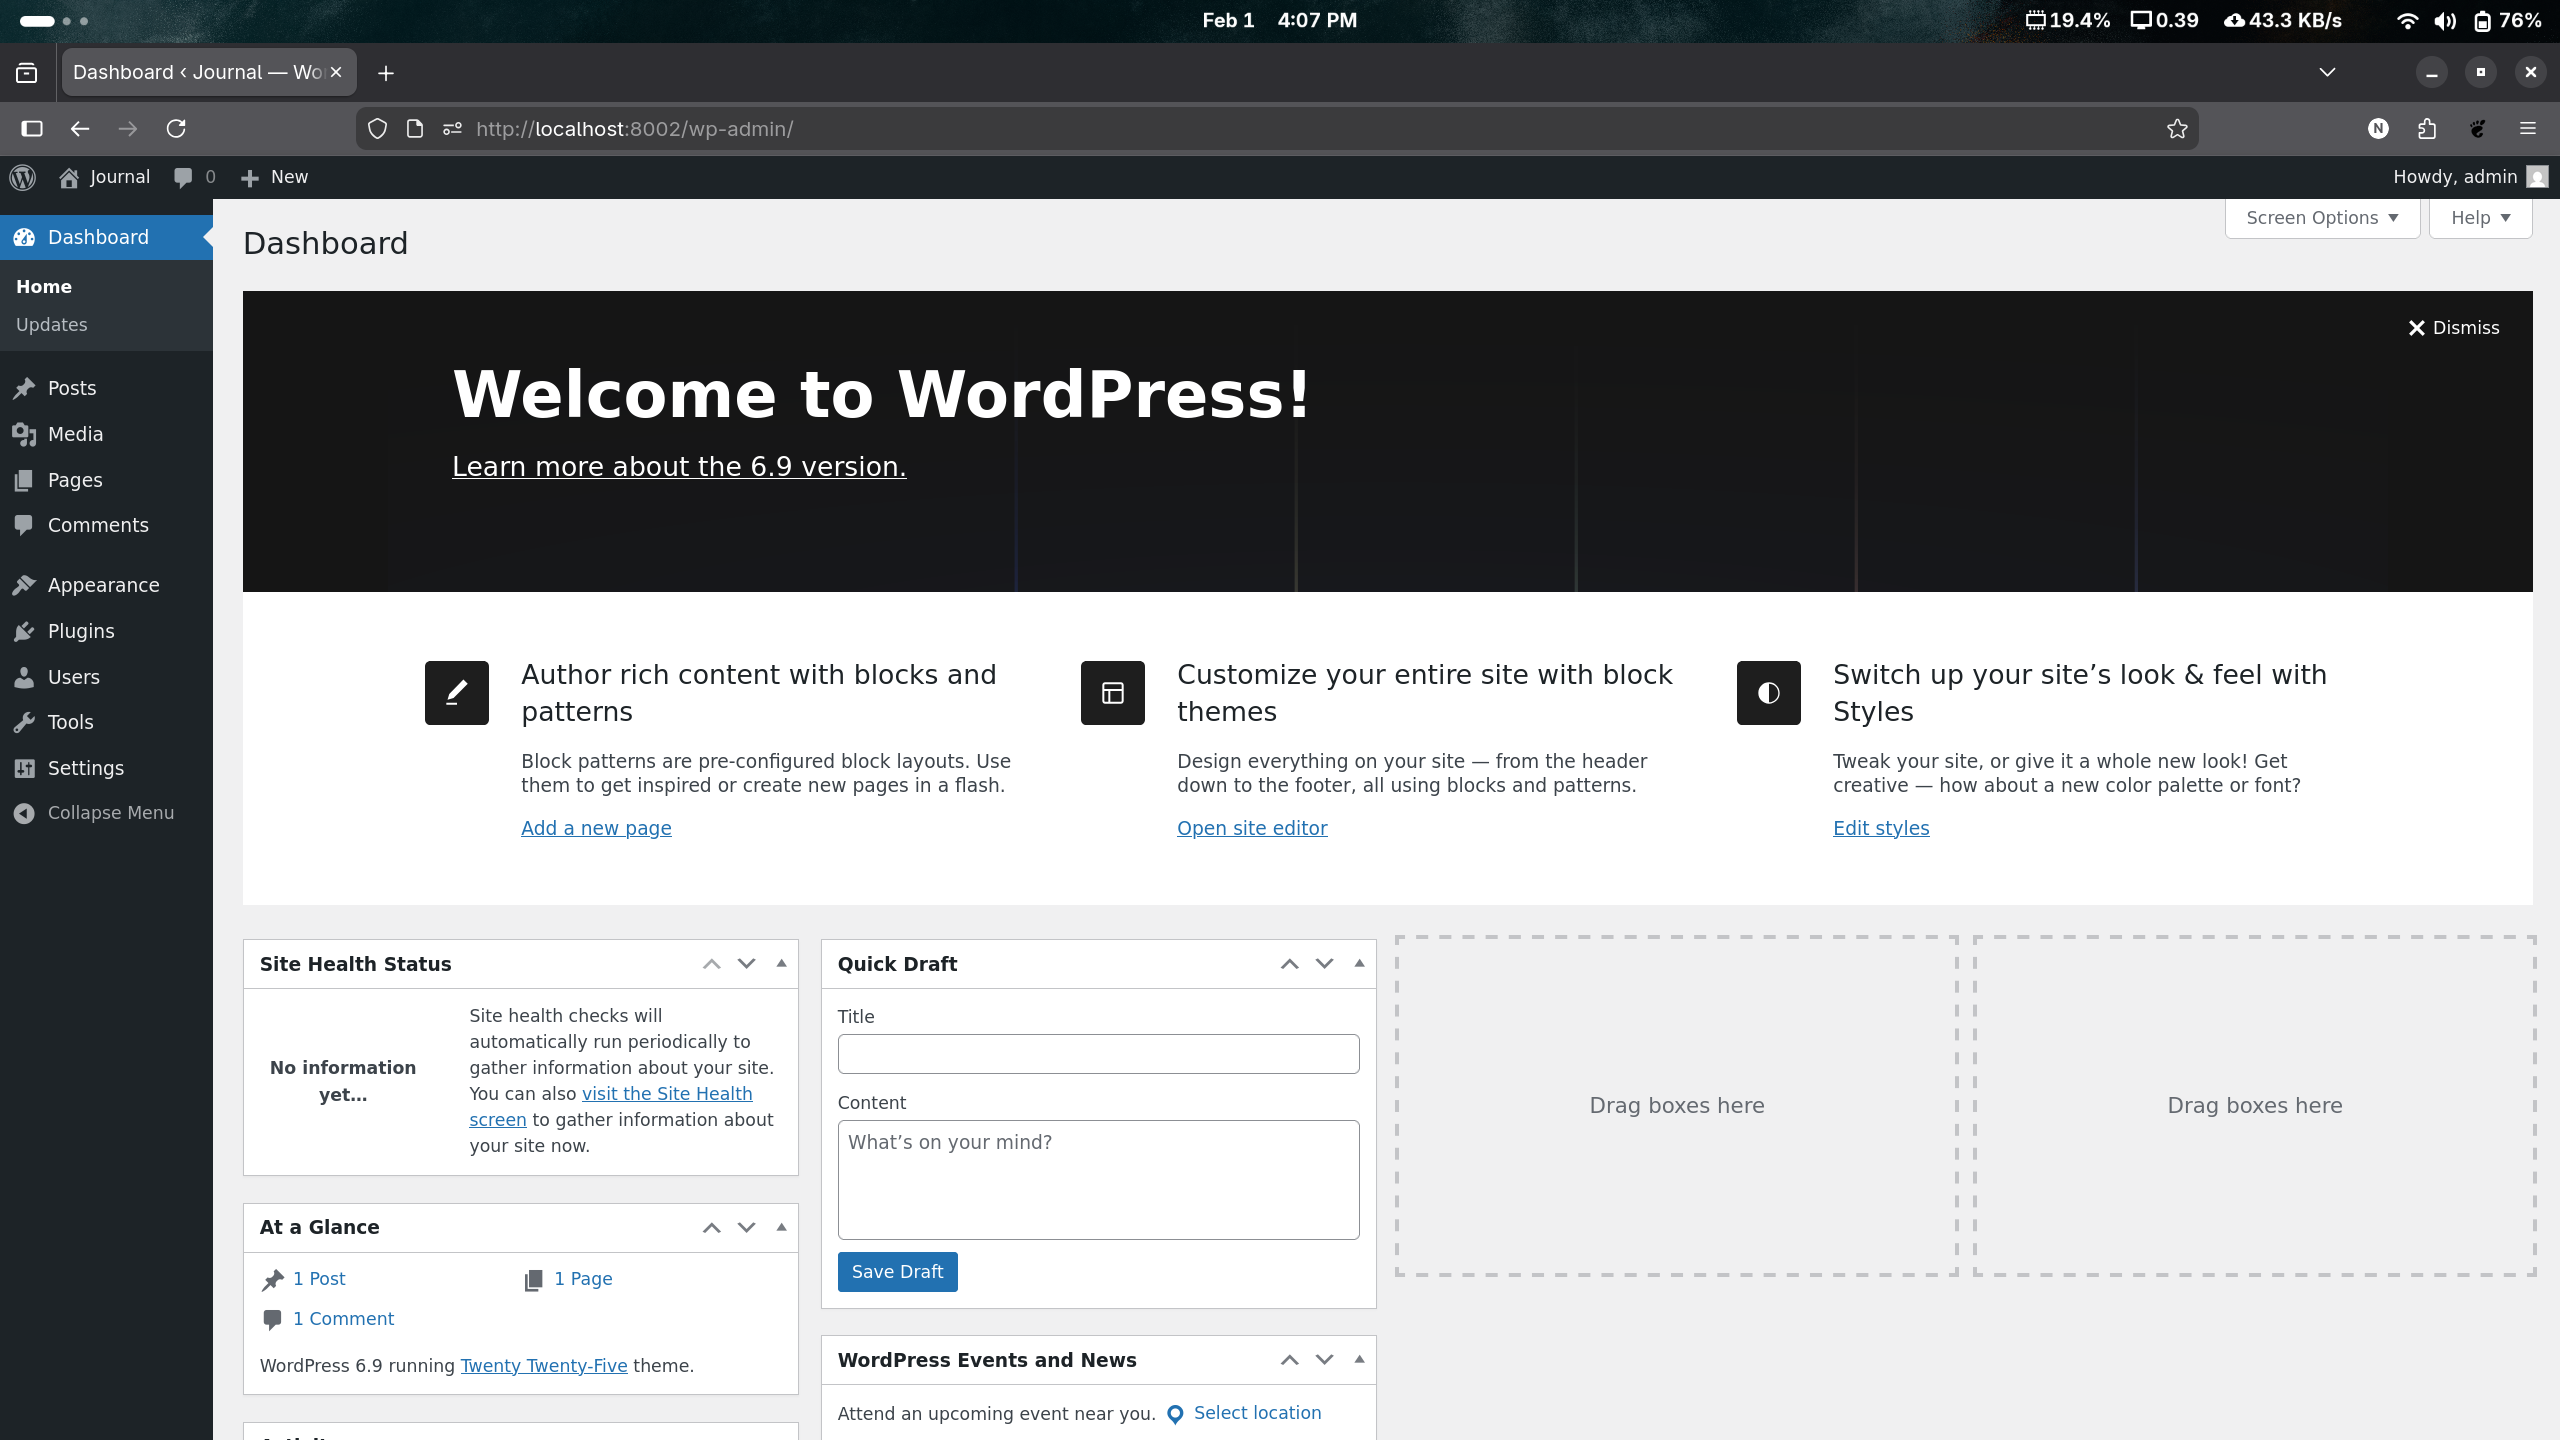 Feb 1 4:07 PM
19.4% 0.39 43.3 KB/s 76%
Dashboard ‹ Journal — Wo
http://localhost:8002/wp-admin/
N
Journal 0 New
Howdy, admin
Dashboard
Home
Updates
Posts
Media
Pages
Comments
Appearance
Plugins
Users
Tools
Settings
Collapse Menu
Screen Options Help
Dashboard
Dismiss
Welcome to WordPress!
Learn more about the 6.9 version.
Author rich content with blocks and
patterns
Block patterns are pre-configured block layouts. Use
them to get inspired or create new pages in a flash.
Add a new page
Customize your entire site with block
themes
Design everything on your site — from the header
down to the footer, all using blocks and patterns.
Open site editor
Switch up your site’s look & feel with
Styles
Tweak your site, or give it a whole new look! Get
creative — how about a new color palette or font?
Edit styles
Site Health Status
No information
yet…
Site health checks will
automatically run periodically to
gather information about your site.
You can also visit the Site Health
screen to gather information about
your site now.
At a Glance
1 Post
1 Page
1 Comment
WordPress 6.9 running Twenty Twenty-Five theme.
Quick Draft
Title
Content
What’s on your mind?
Save Draft
WordPress Events and News
Attend an upcoming event near you. Select location
Drag boxes here
Drag boxes here